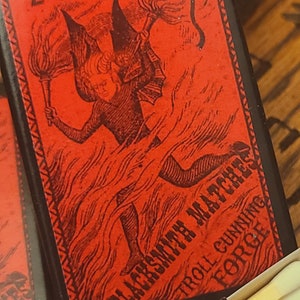 BLACKSMITH MATCHES
TROLL CUNNING
FORGE